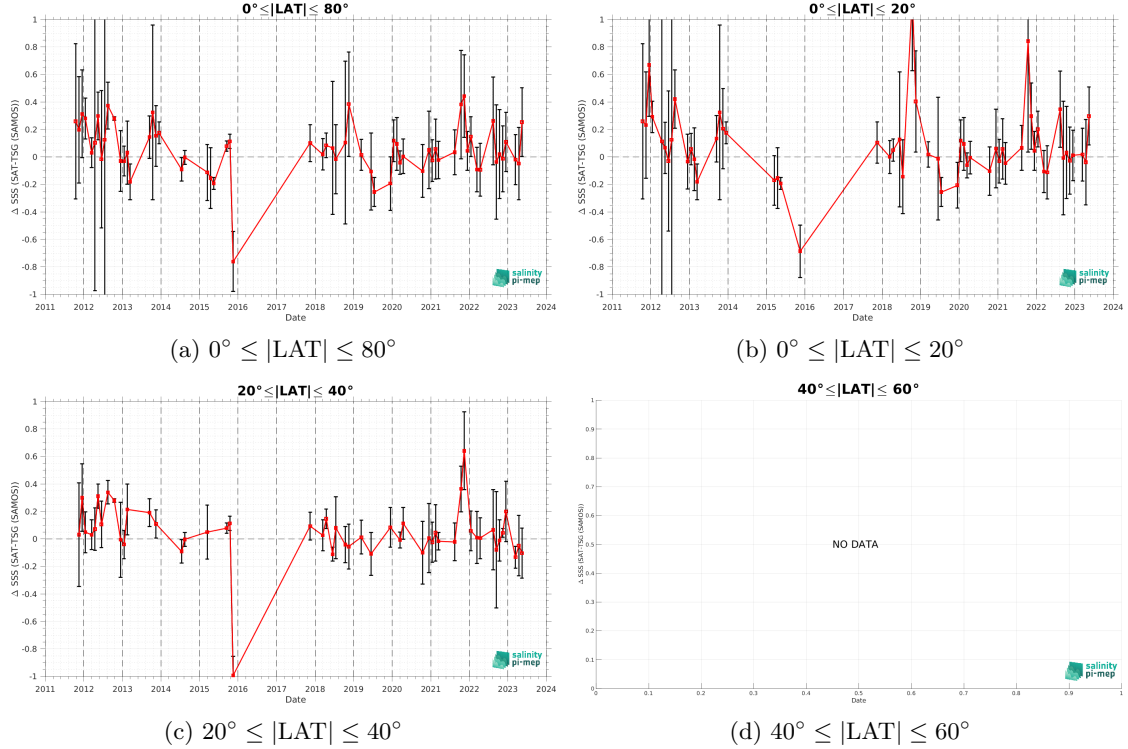 0°≤|LAT|≤ 80°
Δ SSS (SAT-TSG (SAMOS))
1
0.8
0.6
0.4
0.2
0
-0.2
-0.4
-0.6
-0.8
-1
2011 2012 2013 2014 2015 2016 2017 2018 2019 2020 2021 2022 2023 2024
Date
salinity
pi-mep
(a) 0° ≤ |LAT| ≤ 80°
0°≤|LAT|≤ 20°
Δ SSS (SAT-TSG (SAMOS))
1
0.8
0.6
0.4
0.2
0
-0.2
-0.4
-0.6
-0.8
-1
2011 2012 2013 2014 2015 2016 2017 2018 2019 2020 2021 2022 2023 2024
Date
salinity
pi-mep
(b) 0° ≤ |LAT| ≤ 20°
20°≤|LAT|≤ 40°
Δ SSS (SAT-TSG (SAMOS))
1
0.8
0.6
0.4
0.2
0
-0.2
-0.4
-0.6
-0.8
-1
2011 2012 2013 2014 2015 2016 2017 2018 2019 2020 2021 2022 2023 2024
Date
salinity
pi-mep
(c) 20° ≤ |LAT| ≤ 40°
40°≤|LAT|≤ 60°
Δ SSS (SAT-TSG (SAMOS))
1
0.9
0.8
0.7
0.6
0.5
0.4
0.3
0.2
0.1
0
NO DATA
0 0.1 0.2 0.3 0.4 0.5 0.6 0.7 0.8 0.9 1
Date
salinity
pi-mep
(d) 40° ≤ |LAT| ≤ 60°